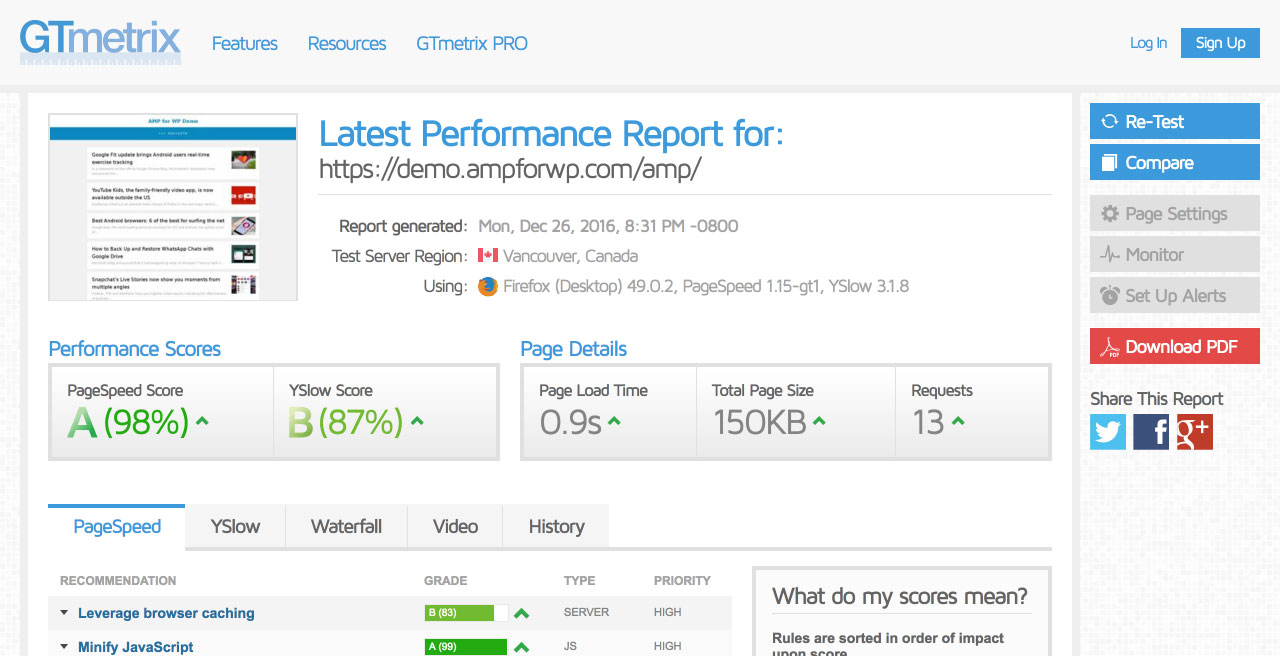 GTmetrix
Features Resources GTmetrix PRO
Log In Sign Up
AMP for WP Demo
Google Fit update brings Android users real-time
exercise tracking
YouTube Kids, the family-friendly video app, is now
available outside the US
Best Android browsers: 6 of the best for surfing the net
How to Back Up and Restore WhatsApp Chats with
Google Drive
Snapchat's Live Stories now show you moments from
multiple angles
Latest Performance Report for:
https://demo.ampforwp.com/amp/
Report generated: Mon, Dec 26, 2016, 8:31 PM -0800
Test Server Region: Vancouver, Canada
Using: Firefox (Desktop) 49.0.2, PageSpeed 1.15-gt1, YSlow 3.1.8
Re-Test
Compare
Page Settings
Monitor
Set Up Alerts
PDF Download PDF
Share This Report
Performance Scores
PageSpeed Score YSlow Score
A (98%) B (87%)
Page Details
Page Load Time Total Page Size Requests
0.9s 150KB 13
PageSpeed YSlow Waterfall Video History
RECOMMENDATION GRADE TYPE PRIORITY
Leverage browser caching B (83) SERVER HIGH
Minify JavaScript A (99) JS HIGH
What do my scores mean?
Rules are sorted in order of impact
upon score